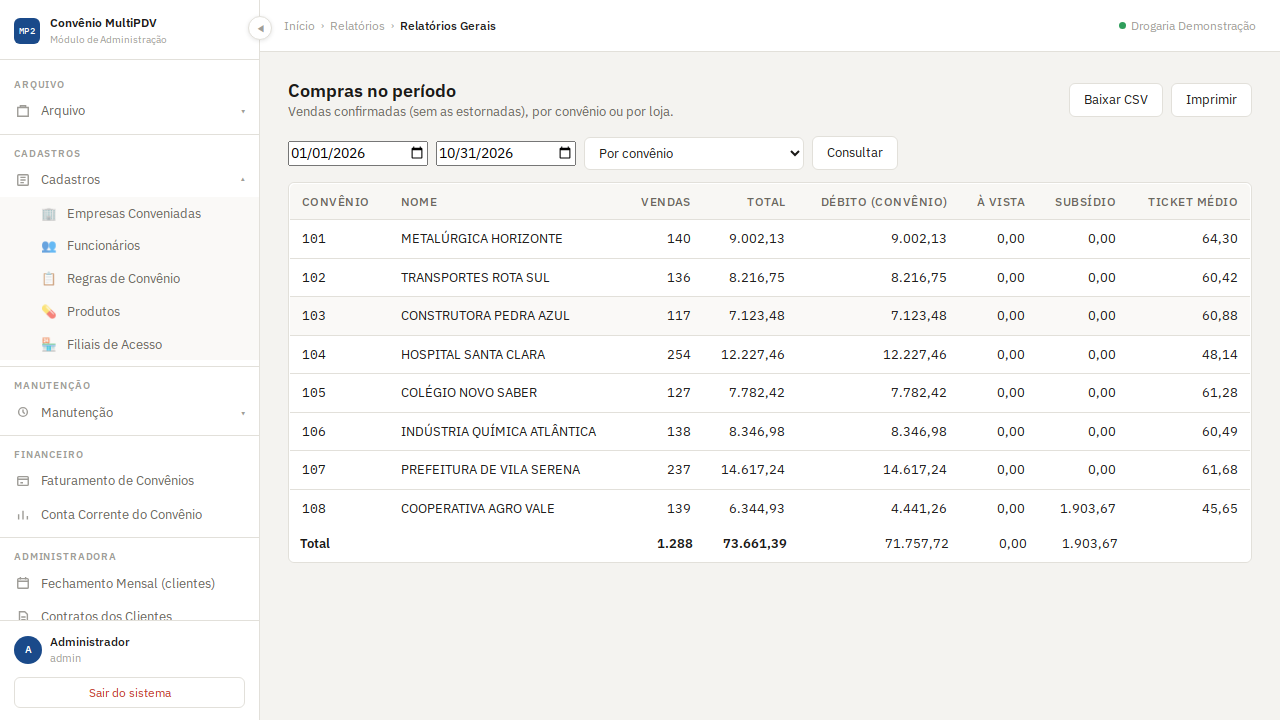 MP2
Convênio MultiPDV
Módulo de Administração
ARQUIVO
Arquivo
CADASTROS
Cadastros
Empresas Conveniadas
Funcionários
Regras de Convênio
Produtos
Filiais de Acesso
MANUTENÇÃO
Manutenção
FINANCEIRO
Faturamento de Convênios
Conta Corrente do Convênio
ADMINISTRADORA
Fechamento Mensal (clientes)
Contratos dos Clientes
A
Administrador
admin
Sair do sistema
Início › Relatórios › Relatórios Gerais
Drogaria Demonstração
Compras no período
Vendas confirmadas (sem as estornadas), por convênio ou por loja.
Baixar CSV
Imprimir
01/01/2026 10/31/2026 Por convênio Consultar
CONVÊNIO NOME VENDAS TOTAL DÉBITO (CONVÊNIO) À VISTA SUBSÍDIO TICKET MÉDIO
101 METALÚRGICA HORIZONTE 140 9.002,13 9.002,13 0,00 0,00 64,30
102 TRANSPORTES ROTA SUL 136 8.216,75 8.216,75 0,00 0,00 60,42
103 CONSTRUTORA PEDRA AZUL 117 7.123,48 7.123,48 0,00 0,00 60,88
104 HOSPITAL SANTA CLARA 254 12.227,46 12.227,46 0,00 0,00 48,14
105 COLÉGIO NOVO SABER 127 7.782,42 7.782,42 0,00 0,00 61,28
106 INDÚSTRIA QUÍMICA ATLÂNTICA 138 8.346,98 8.346,98 0,00 0,00 60,49
107 PREFEITURA DE VILA SERENA 237 14.617,24 14.617,24 0,00 0,00 61,68
108 COOPERATIVA AGRO VALE 139 6.344,93 4.441,26 0,00 1.903,67 45,65
Total 1.288 73.661,39 71.757,72 0,00 1.903,67